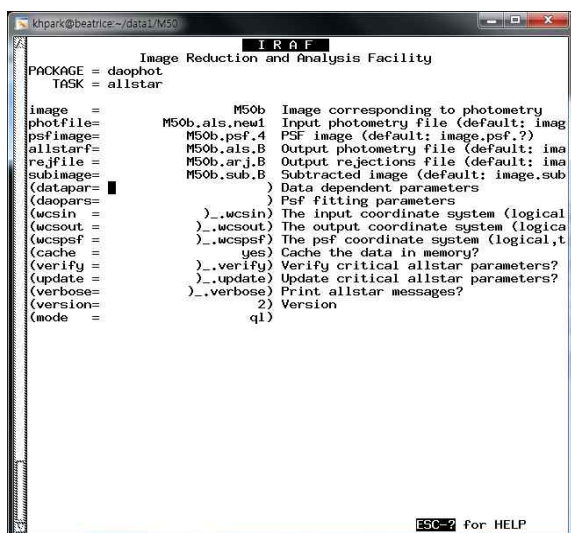 khpark@beatrice:~/data1/M50
I R A F
Image Reduction and Analysis Facility
PACKAGE = daophot
TASK = allstar
image = M50b Image corresponding to photometry
photfile= M50b.als.new1 Input photometry file (default: imag
psfimage= M50b.psf.4 PSF image (default: image.psf.?)
allstarf= M50b.als.B Output photometry file (default: ima
rejfile = M50b.arj.B Output rejections file (default: ima
subimage= M50b.sub.B Subtracted image (default: image.sub
(datapar= ) Data dependent parameters
(daopars= ) Psf fitting parameters
(wcsin = )_.wcsin) The input coordinate system (logical
(wcsout = )_.wcsout) The output coordinate system (logica
(wcspsf = )_.wcspsf) The psf coordinate system (logical,t
(cache = yes) Cache the data in memory?
(verify = )_.verify) Verify critical allstar parameters?
(update = )_.update) Update critical allstar parameters?
(verbose= )_.verbose) Print allstar messages?
(version= 2) Version
(mode = ql)
ESC-? for HELP